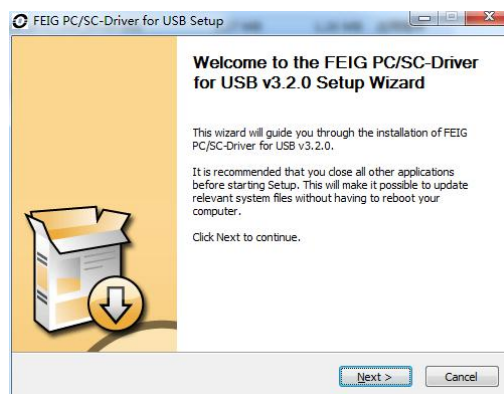 FEIG PC/SC-Driver for USB Setup
Welcome to the FEIG PC/SC-Driver
for USB v3.2.0 Setup Wizard
This wizard will guide you through the installation of FEIG
PC/SC-Driver for USB v3.2.0.
It is recommended that you close all other applications
before starting Setup. This will make it possible to update
relevant system files without having to reboot your
computer.
Click Next to continue.
Next >
Cancel